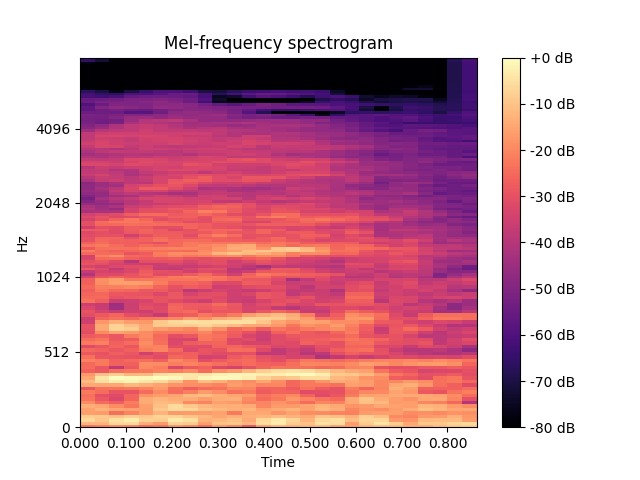 Mel-frequency spectrogram
Hz
4096
2048
1024
512
0
0.000 0.100 0.200 0.300 0.400 0.500 0.600 0.700 0.800
Time
+0 dB
-10 dB
-20 dB
-30 dB
-40 dB
-50 dB
-60 dB
-70 dB
-80 dB